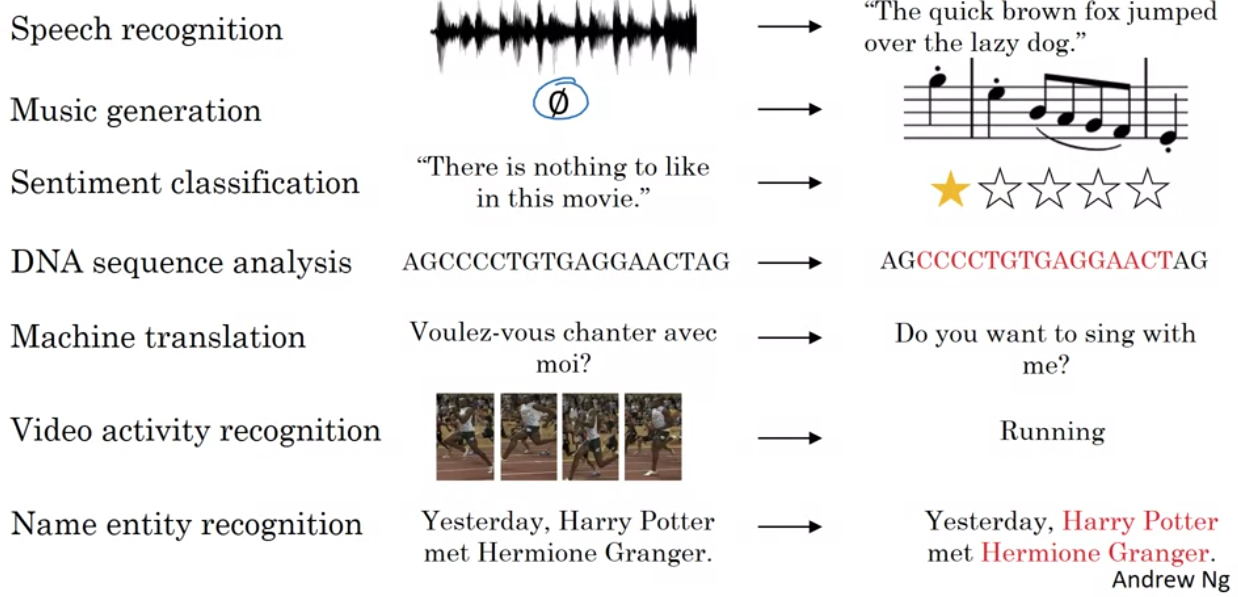 Speech recognition
“The quick brown fox jumped
over the lazy dog.”
Music generation
Ø
Sentiment classification
“There is nothing to like
in this movie.”
DNA sequence analysis
AGCCCCTGTGAGGAACTAG
AGCCCCTGTGAGGAACTAG
Machine translation
Voulez-vous chanter avec
moi?
Do you want to sing with
me?
Video activity recognition
Running
Name entity recognition
Yesterday, Harry Potter
met Hermione Granger.
Yesterday, Harry Potter
met Hermione Granger.
Andrew Ng